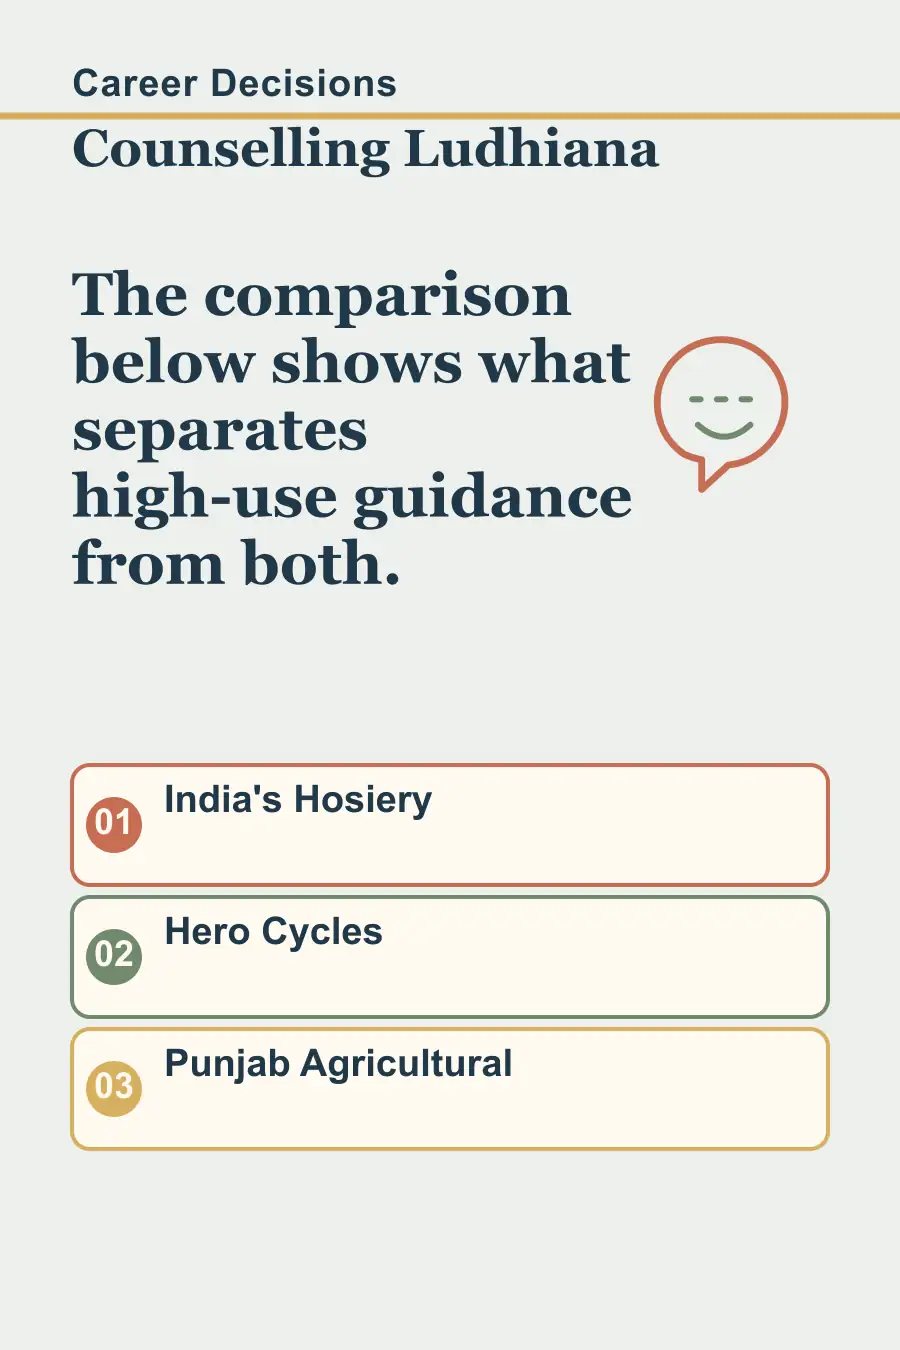 Career Decisions
Counselling Ludhiana
The comparison
below shows what
separates
high-use guidance
from both.
01
India's Hosiery
02
Hero Cycles
03
Punjab Agricultural